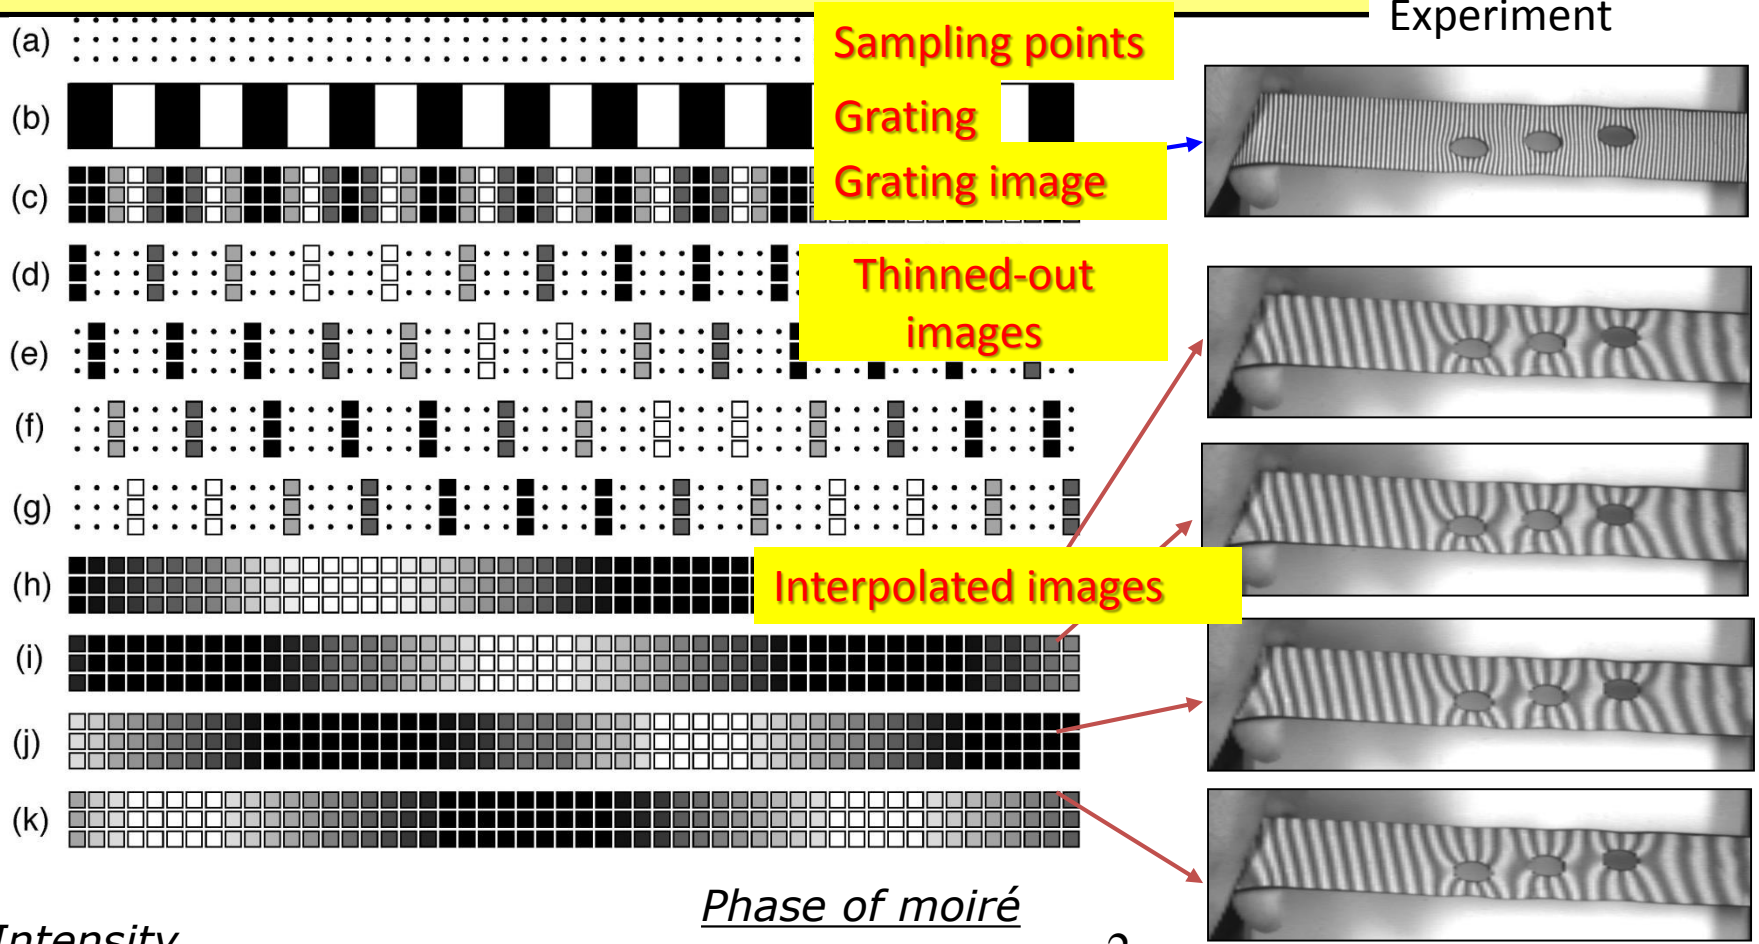 Experiment
(a)
Sampling points
(b)
Grating
(c)
Grating image
(d)
Thinned-out
images
(e)
(f)
(g)
(h)
Interpolated images
(i)
(j)
(k)
Phase of moiré
Intensity